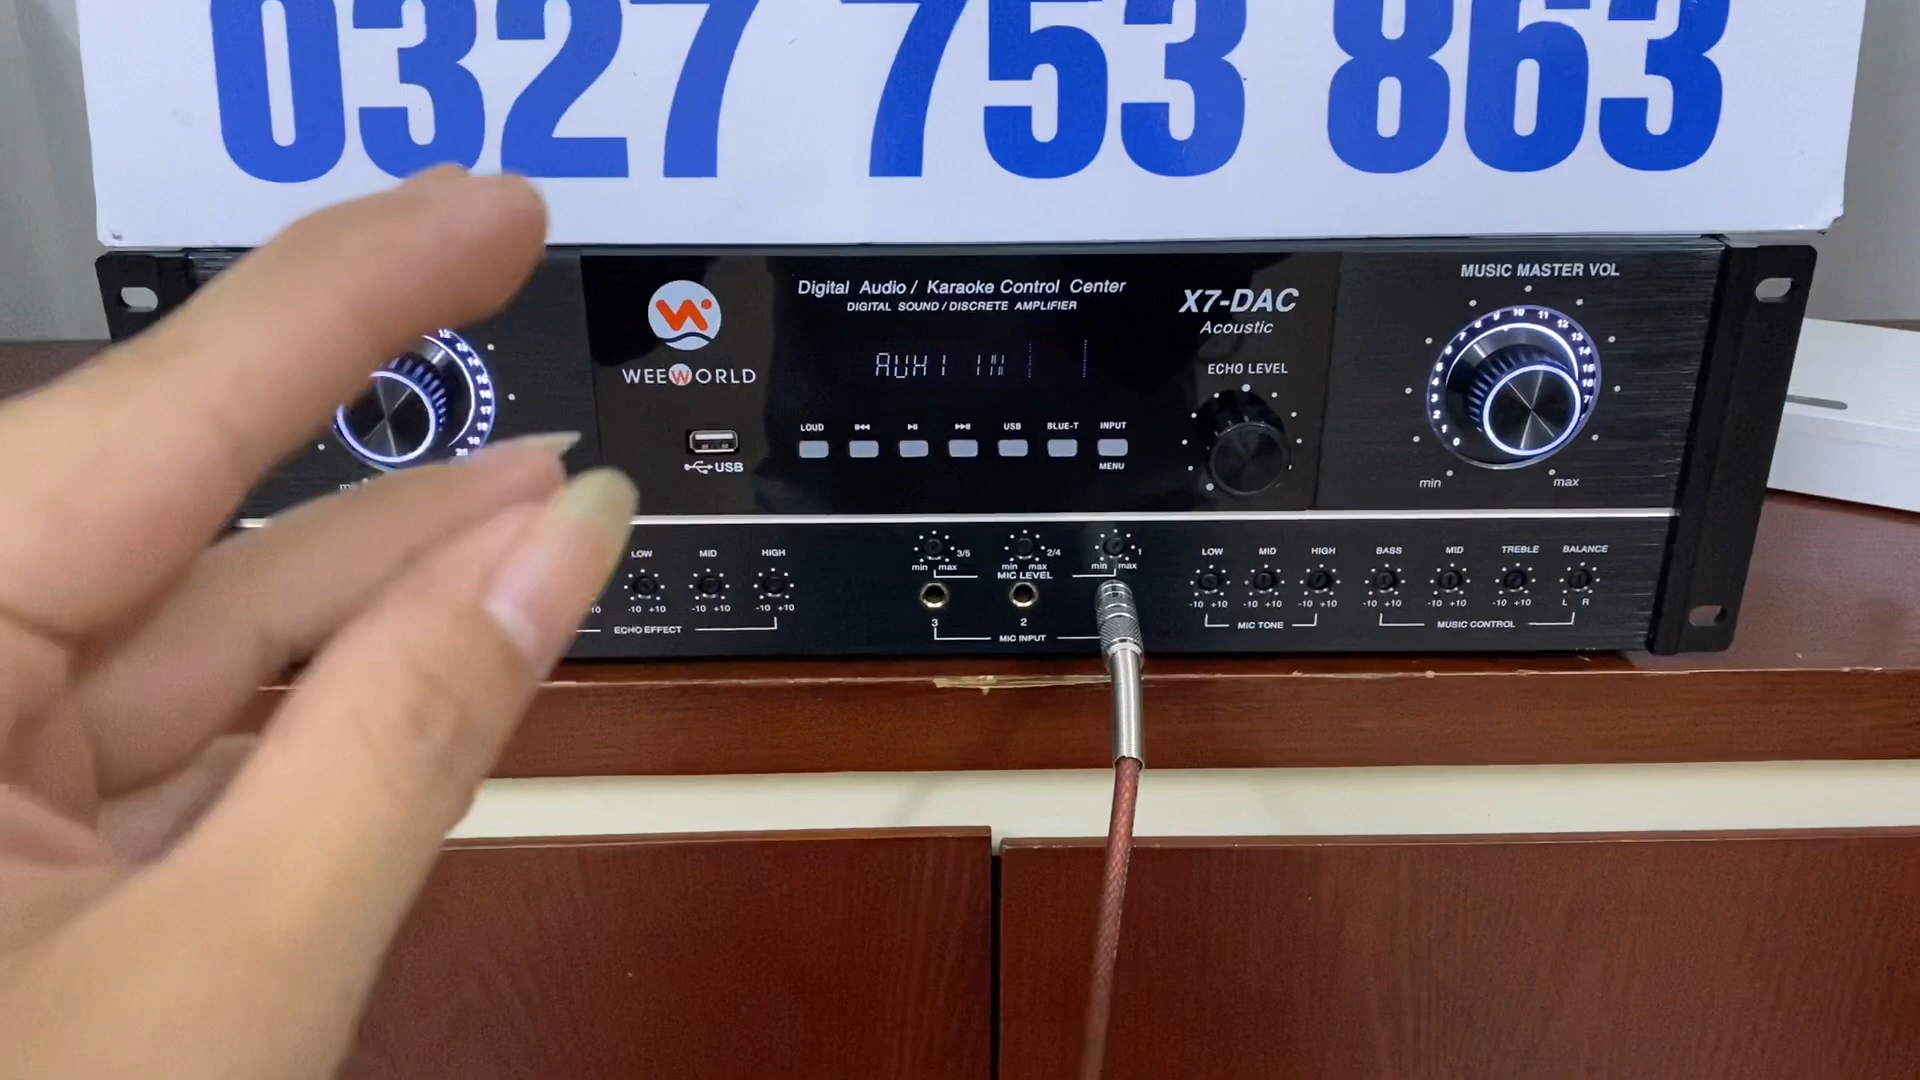 0327 753 863
Digital Audio / Karaoke Control Center
DIGITAL SOUND / DISCRETE AMPLIFIER
X7-DAC
Acoustic
MUSIC MASTER VOL
WEEWORLD
USB
ECHO LEVEL
LOUD
USB
BLUE-T
INPUT
MENU
min max
LOW MID HIGH
-10 +10 -10 +10 -10 +10
ECHO EFFECT
3/5 2/4 1
min max min max min max
MIC LEVEL
3 2
MIC INPUT
LOW MID HIGH
-10 +10 -10 +10 -10 +10
MIC TONE
BASS MID TREBLE BALANCE
-10 +10 -10 +10 -10 +10 L R
MUSIC CONTROL